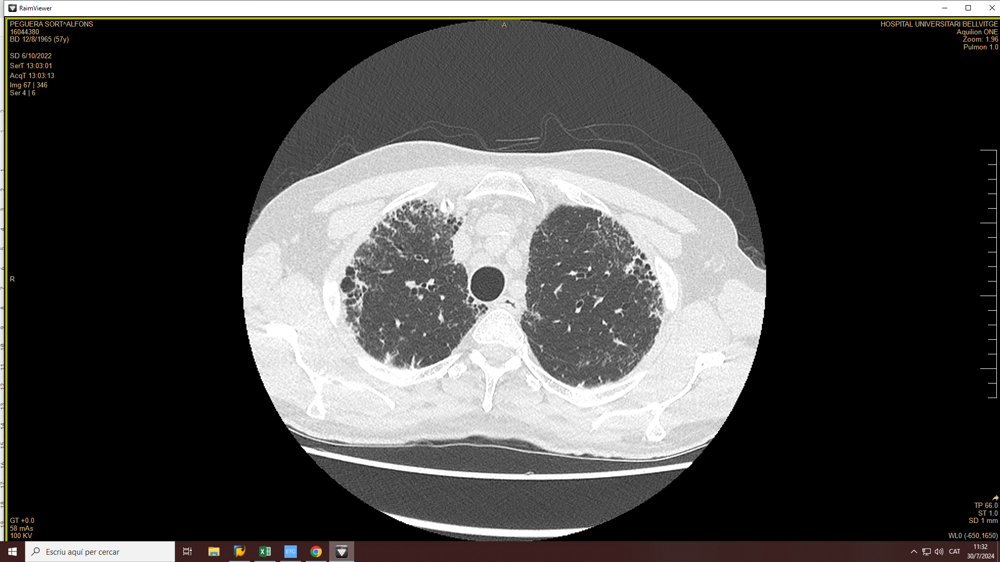 RaimViewer
PEGUERA SORT^ALFONS
16044380
BD 12/8/1965 (57y)
SD 6/10/2022
SerT 13:03:01
AcqT 13:03:13
Img 67 | 346
Ser 4 | 6
A
HOSPITAL UNIVERSITARI BELLVITGE
Aquilion ONE
Zoom: 1.96
Pulmon 1.0
R
GT +0.0
58 mAs
100 KV
TP 66.0
ST 1.0
SD 1 mm
WL0 (-650,1650)
Escriu aquí per cercar
ETC
CAT
11:32
30/7/2024